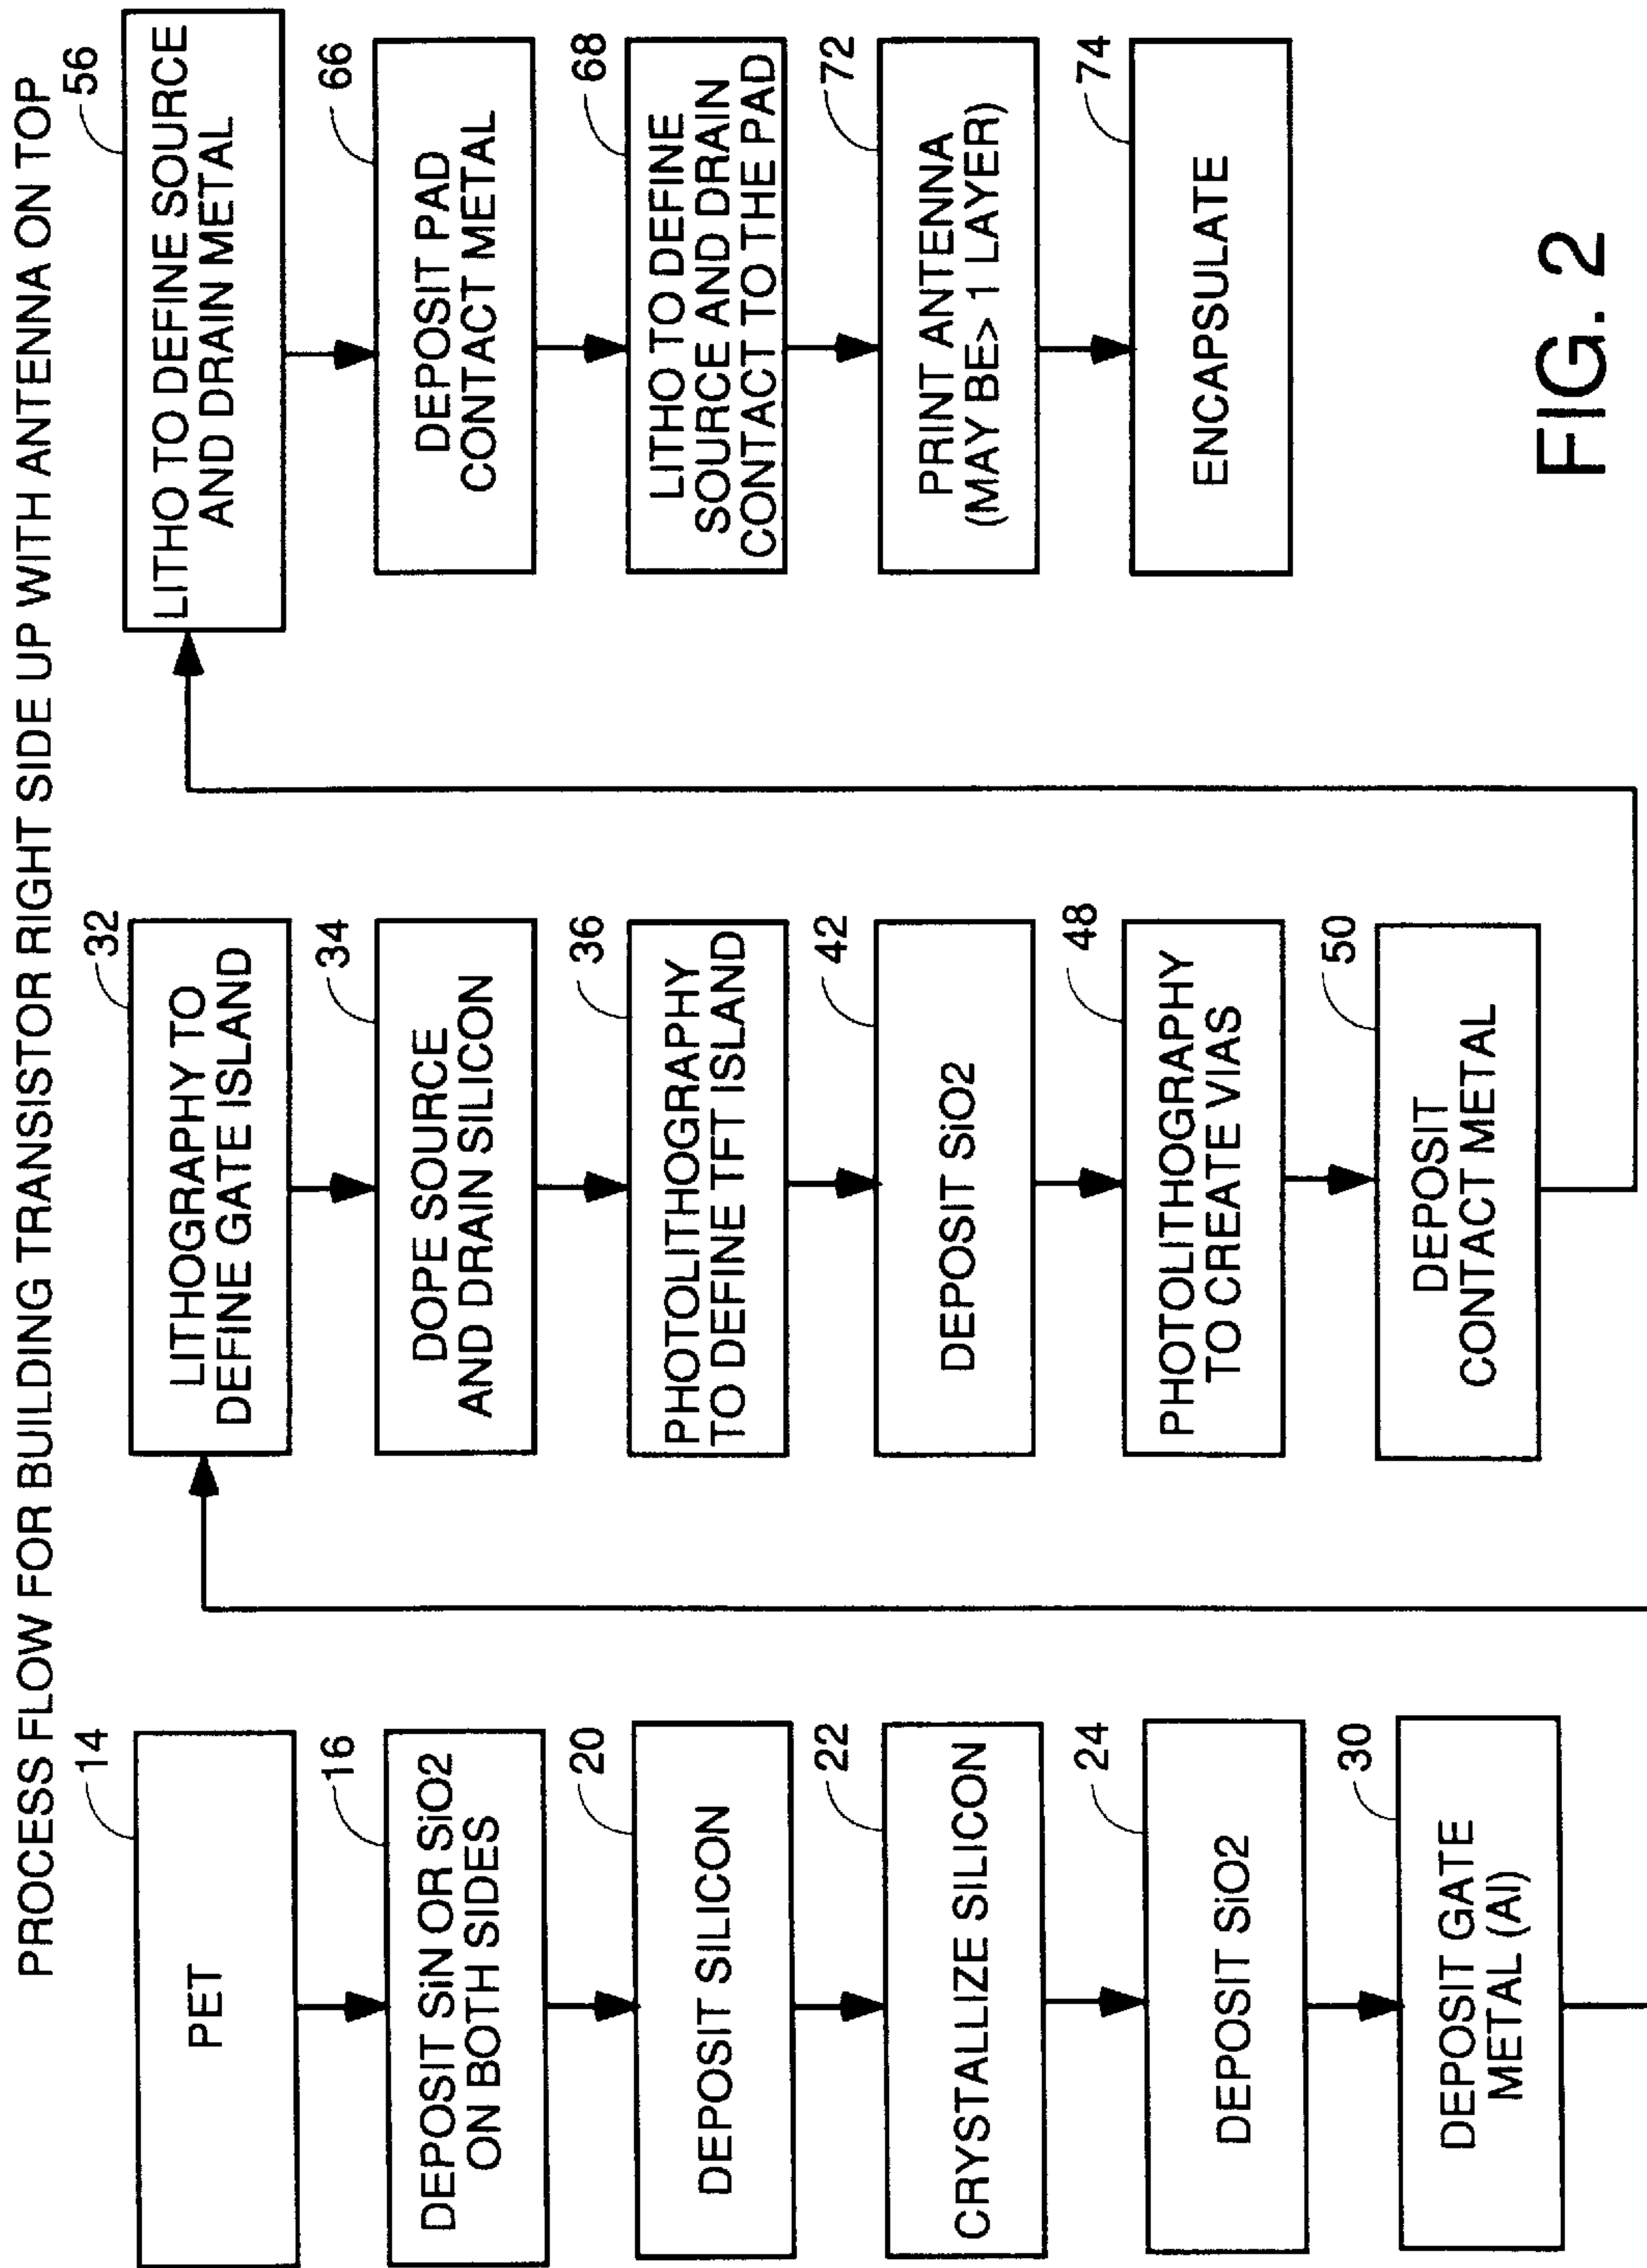 PROCESS FLOW FOR BUILDING TRANSISTOR RIGHT SIDE UP WITH ANTENNA ON TOP
14
PET
16
DEPOSIT SiN OR SiO2
ON BOTH SIDES
20
DEPOSIT SILICON
22
CRYSTALLIZE SILICON
24
DEPOSIT SiO2
30
DEPOSIT GATE
METAL (Al)
32
LITHOGRAPHY TO
DEFINE GATE ISLAND
34
DOPE SOURCE
AND DRAIN SILICON
36
PHOTOLITHOGRAPHY
TO DEFINE TFT ISLAND
42
DEPOSIT SiO2
48
PHOTOLITHOGRAPHY
TO CREATE VIAS
50
DEPOSIT
CONTACT METAL
56
LITHO TO DEFINE SOURCE
AND DRAIN METAL
66
DEPOSIT PAD
CONTACT METAL
68
LITHO TO DEFINE
SOURCE AND DRAIN
CONTACT TO THE PAD
72
PRINT ANTENNA
(MAY BE> 1 LAYER)
74
ENCAPSULATE
FIG. 2